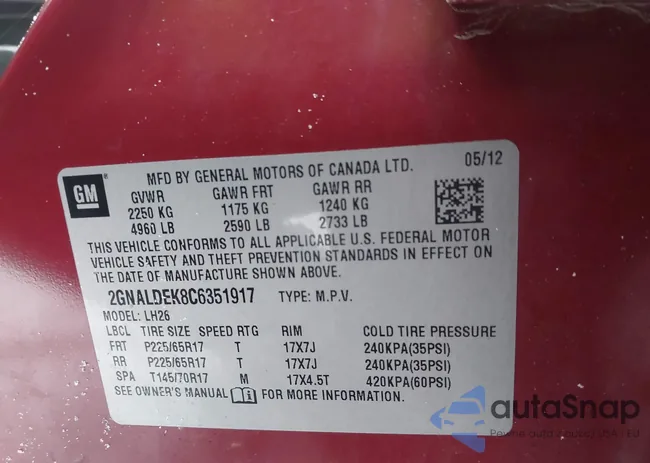 GM
MFD BY GENERAL MOTORS OF CANADA LTD. 05/12
GVWR GAWR FRT GAWR RR
2250 KG 1175 KG 1240 KG
4960 LB 2590 LB 2733 LB
THIS VEHICLE CONFORMS TO ALL APPLICABLE U.S. FEDERAL MOTOR
VEHICLE SAFETY AND THEFT PREVENTION STANDARDS IN EFFECT ON
THE DATE OF MANUFACTURE SHOWN ABOVE.
2GNALDEK8C6351917 TYPE: M.P.V.
MODEL: LH26
LBCL TIRE SIZE SPEED RTG RIM COLD TIRE PRESSURE
FRT P225/65R17 T 17X7J 240KPA(35PSI)
RR P225/65R17 T 17X7J 240KPA(35PSI)
SPA T145/70R17 M 17X4.5T 420KPA(60PSI)
SEE OWNER'S MANUAL FOR MORE INFORMATION.
autaSnap
Pewne auta z